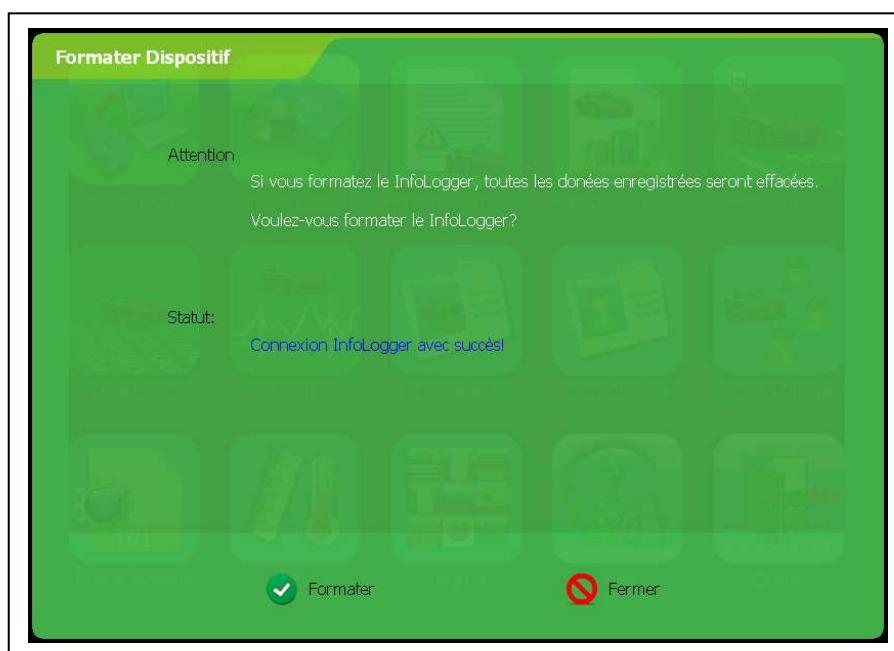 Formater Dispositif
Attention
Si vous formatez le InfoLogger, toutes les donées enregistrées seront effacées.
Voulez-vous formater le InfoLogger?
Statut:
Connexion InfoLogger avec succès!
Formater
Fermer